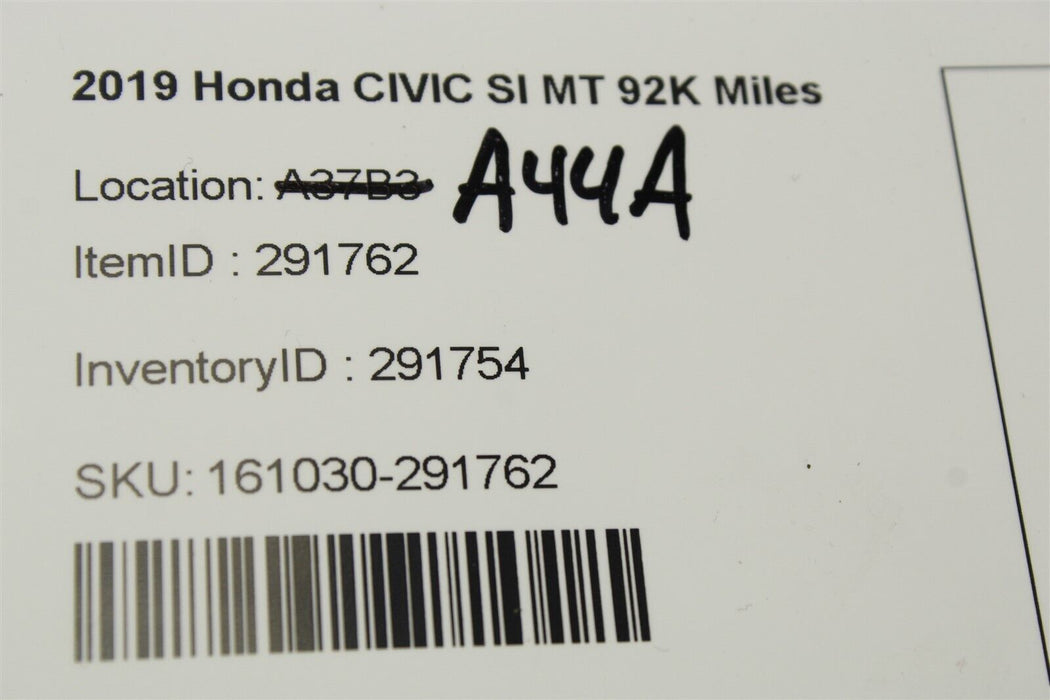 2019 Honda CIVIC SI MT 92K Miles
Location: A37B3 A44A
ItemID : 291762
InventoryID : 291754
SKU: 161030-291762